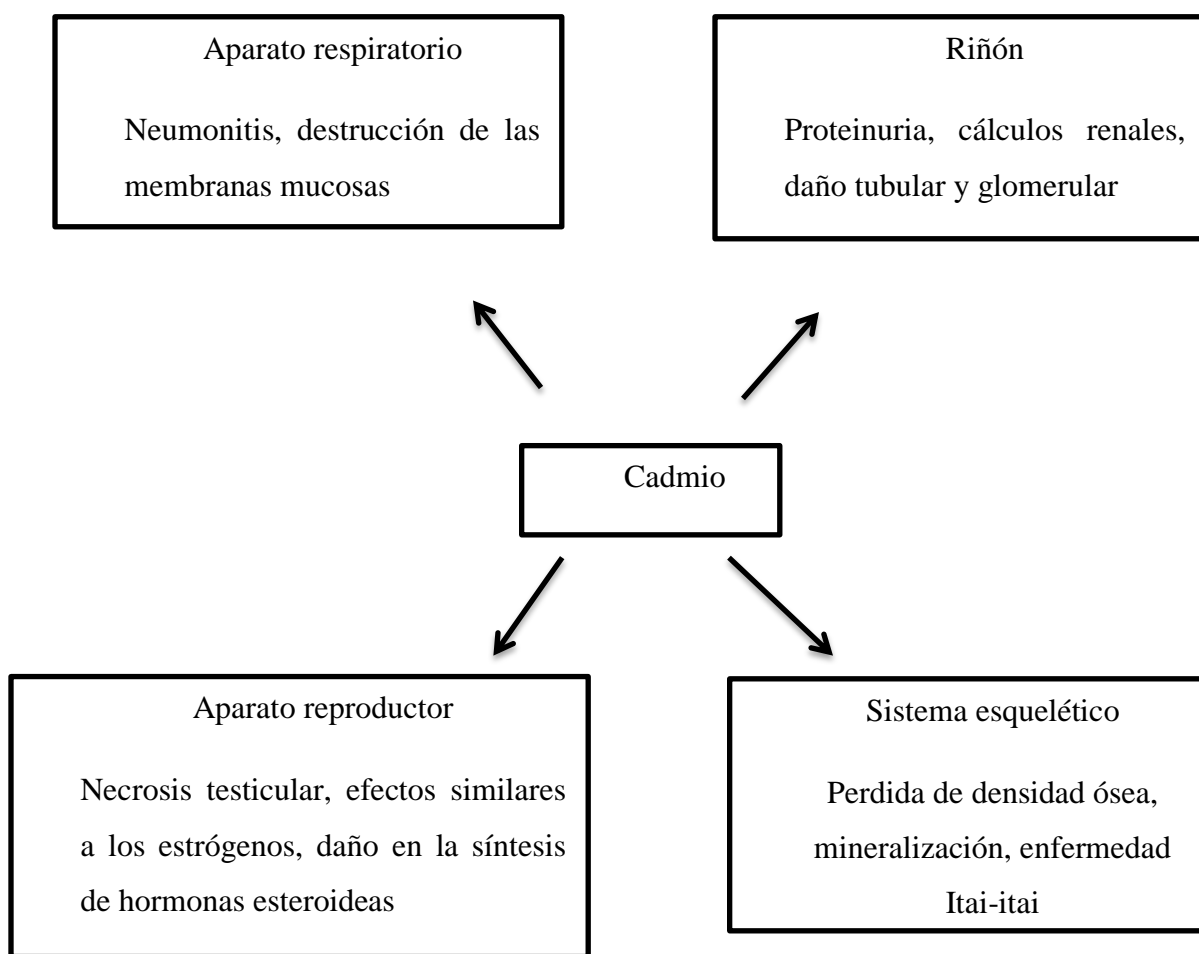 Aparato respiratorio
Neumonitis, destrucción de las
membranas mucosas
Riñón
Proteinuria, cálculos renales,
daño tubular y glomerular
Cadmio
Aparato reproductor
Necrosis testicular, efectos similares
a los estrógenos, daño en la síntesis
de hormonas esteroideas
Sistema esquelético
Perdida de densidad ósea,
mineralización, enfermedad
Itai-itai